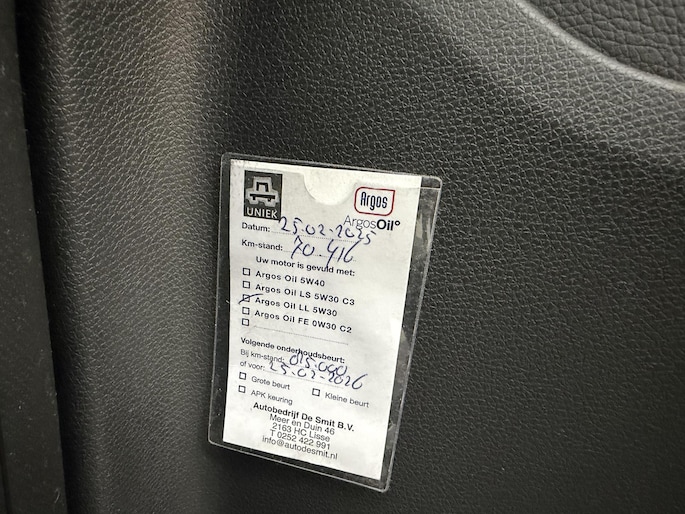 UNIEK
Argos
ArgosOil
Datum: 25-02-2025
Km-stand: 70.416
Uw motor is gevuld met:
Argos Oil 5W40
Argos Oil LS 5W30 C3
Argos Oil LL 5W30
Argos Oil FE 0W30 C2
Volgende onderhoudsbeurt:
Bij km-stand:
of voor: 25-02-2026
Grote beurt Kleine beurt
APK keuring
Autobedrijf De Smit B.V.
Meer en Duin 46
2163 HC Lisse
T 0252 422 991
info@autodesmit.nl